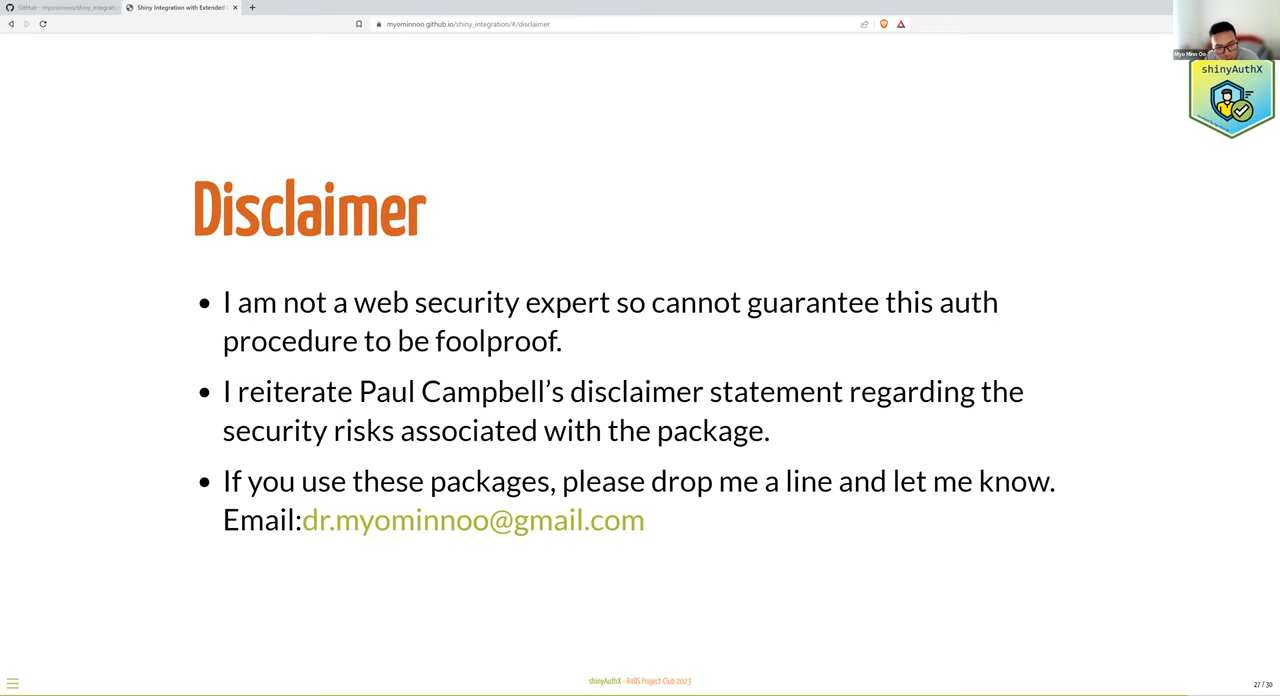 GitHub - myominnoo/shiny_integrati
Shiny Integration with Extended
myominnoo.github.io/shiny_integration/#/disclaimer
Myo Minn Oo
shinyAuthX
Disclaimer
• I am not a web security expert so cannot guarantee this auth
procedure to be foolproof.
• I reiterate Paul Campbell’s disclaimer statement regarding the
security risks associated with the package.
• If you use these packages, please drop me a line and let me know.
Email:dr.myominnoo@gmail.com
shinyAuthX - R4DS Project-Club 2023
27 / 30